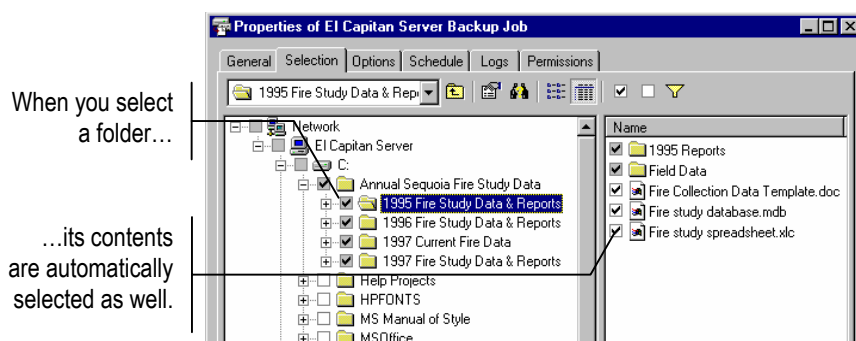 Properties of El Capitan Server Backup Job
General Selection Options Schedule Logs Permissions
1995 Fire Study Data & Rep
When you select
a folder…
…its contents
are automatically
selected as well.
Network
El Capitan Server
C:
Annual Sequoia Fire Study Data
1995 Fire Study Data & Reports
1996 Fire Study Data & Reports
1997 Current Fire Data
1997 Fire Study Data & Reports
Help Projects
HPFONTS
MS Manual of Style
MSOffice
Name
1995 Reports
Field Data
Fire Collection Data Template.doc
Fire study database.mdb
Fire study spreadsheet.xlc